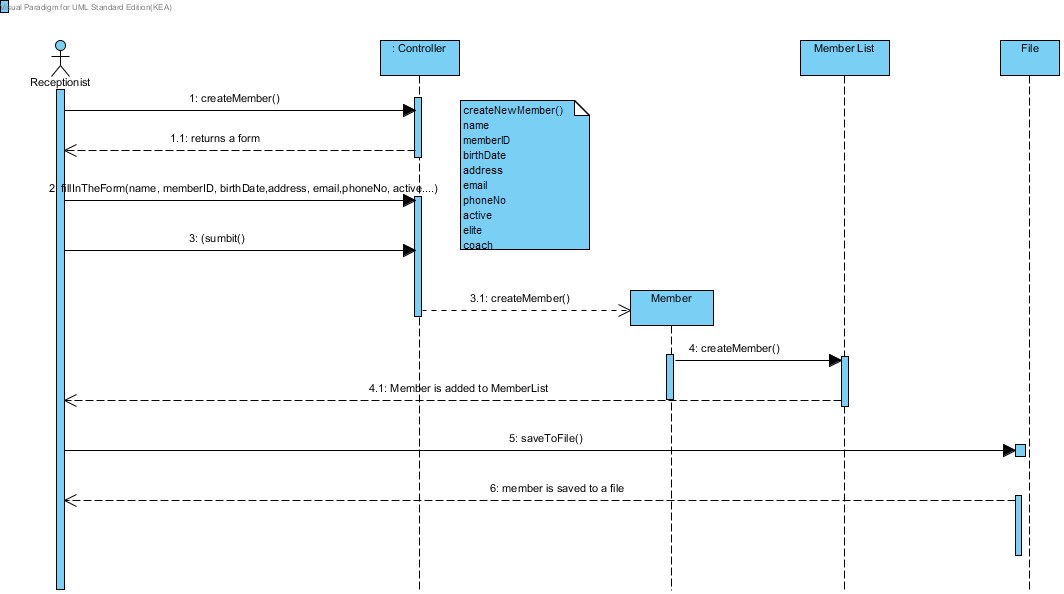 Visual Paradigm for UML Standard Edition(KEA)
: Controller
Member List
File
Receptionist
1: createMember()
createNewMember()
name
memberID
birthDate
address
email
phoneNo
active
elite
coach
1.1: returns a form
2: fillInTheForm(name, memberID, birthDate,address, email,phoneNo, active....)
3: (sumbit()
3.1: createMember()
Member
4: createMember()
4.1: Member is added to MemberList
5: saveToFile()
6: member is saved to a file